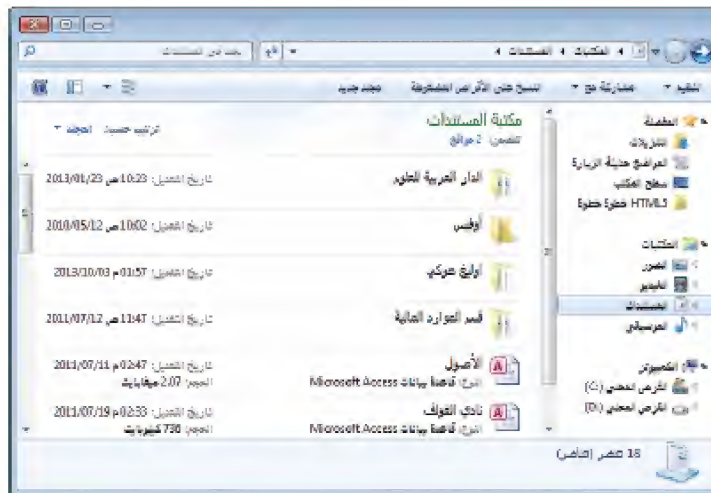 المكتبات ◂ المستندات
بحث في المستندات
تنظيم
مشاركة مع
نسخ على الأقراص المضغوطة
مجلد جديد
المفضلة
التنزيلات
المواضع حديثة الزيارة
سطح المكتب
HTML5 خطوة خطوة
المكتبات
الصور
الفيديو
المستندات
الموسيقى
الكمبيوتر
القرص المحلي (C:)
القرص المحلي (D:)
مكتبة المستندات
تتضمن: 2 مواقع
ترتيب حسب: المجلد
الدار العربية للعلوم
تاريخ التعديل: 10:23 ص 2013/01/23
أوفيس
تاريخ التعديل: 10:02 ص 2010/05/12
تاريخ التعديل: 01:57 م 2013/10/03
قسم الموارد المالية
تاريخ التعديل: 11:47 ص 2011/07/12
الأصول
النوع: قاعدة بيانات Microsoft Access
تاريخ التعديل: 02:47 م 2011/07/11
الحجم: 2.07 ميغابايت
نادي الغولف
النوع: قاعدة بيانات Microsoft Access
تاريخ التعديل: 02:33 م 2011/07/19
الحجم: 736 كيلوبايت
18 عنصر (عناصر)